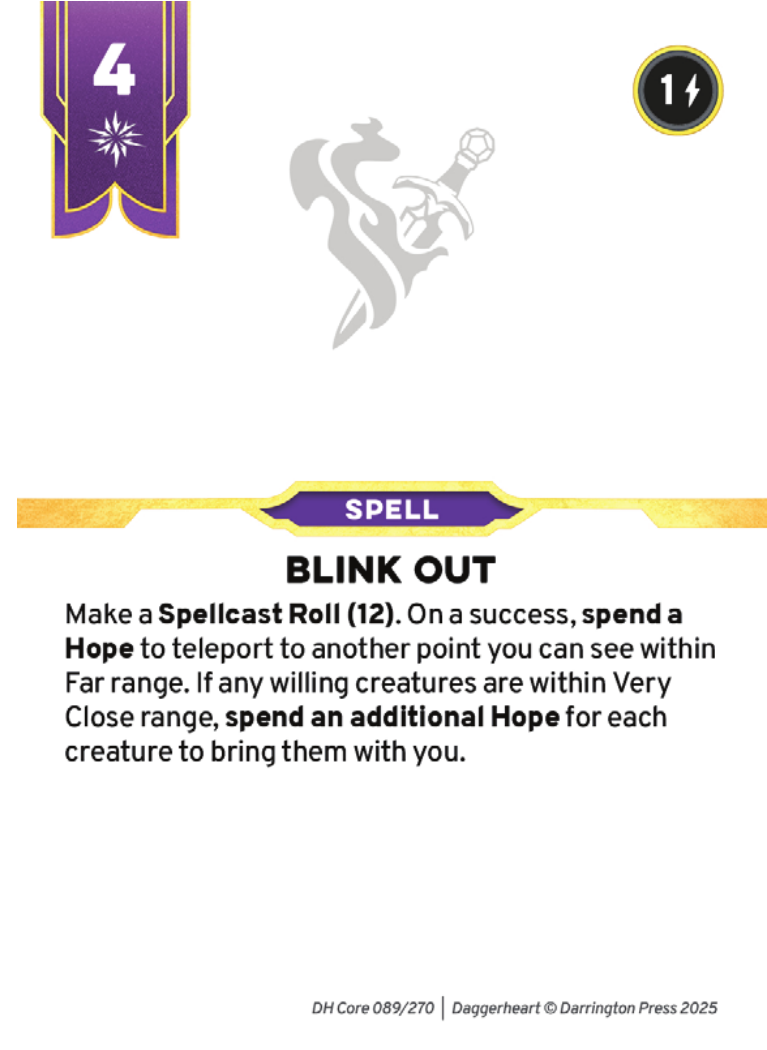 4
1
SPELL
BLINK OUT
Make a Spellcast Roll (12). On a success, spend a
Hope to teleport to another point you can see within
Far range. If any willing creatures are within Very
Close range, spend an additional Hope for each
creature to bring them with you.
DH Core 089/270 | Daggerheart © Darrington Press 2025